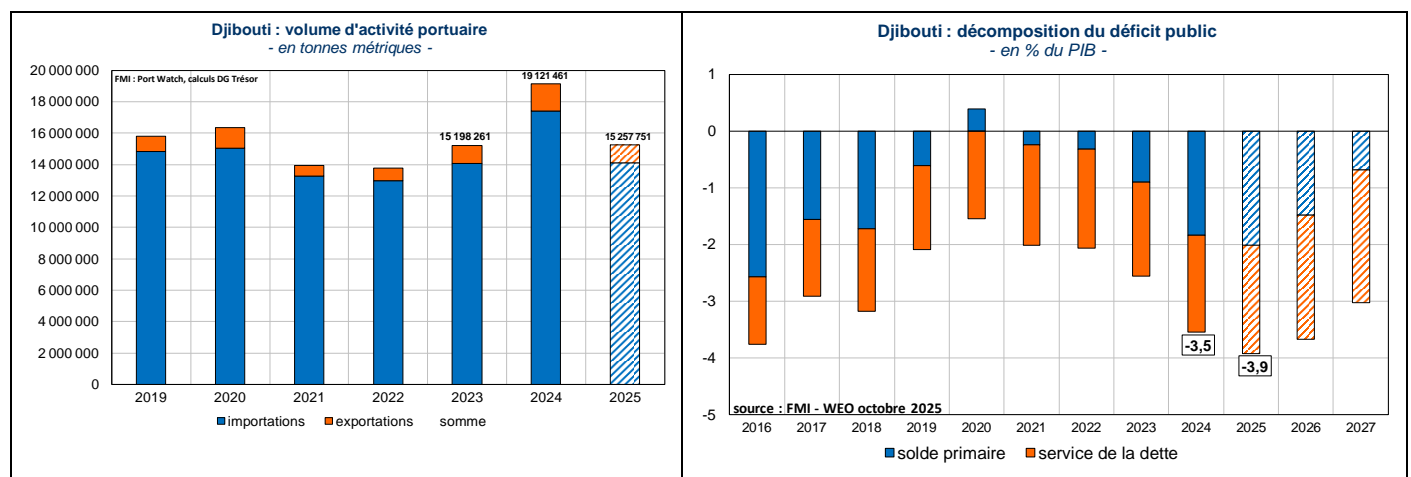 Djibouti : volume d'activité portuaire
- en tonnes métriques -
20 000 000
18 000 000
16 000 000
14 000 000
12 000 000
10 000 000
8 000 000
6 000 000
4 000 000
2 000 000
0
FMI : Port Watch, calculs DG Trésor
15 198 261
19 121 461
15 257 751
2019 2020 2021 2022 2023 2024 2025
importations exportations somme
Djibouti : décomposition du déficit public
- en % du PIB -
1
0
-1
-2
-3
-4
-5
-3,5
-3,9
source : FMI - WEO octobre 2025
2016 2017 2018 2019 2020 2021 2022 2023 2024 2025 2026 2027
solde primaire service de la dette